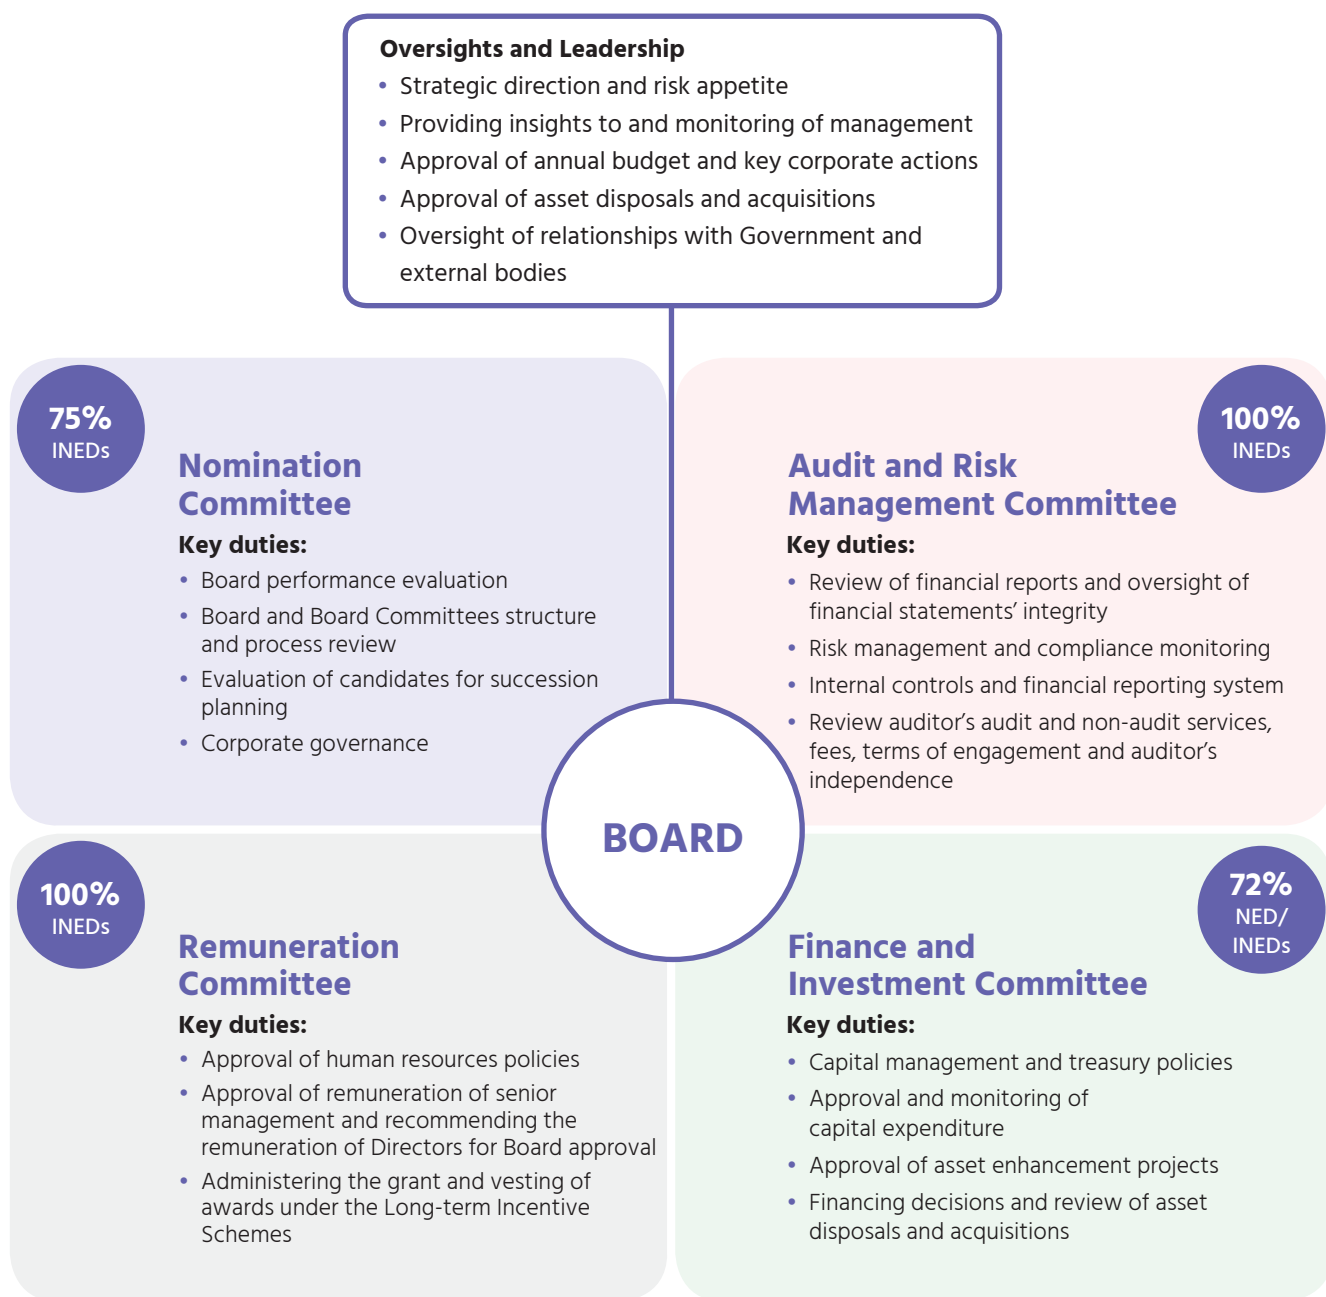 Oversights and Leadership
• Strategic direction and risk appetite
• Providing insights to and monitoring of management
• Approval of annual budget and key corporate actions
• Approval of asset disposals and acquisitions
• Oversight of relationships with Government and
external bodies
75%
INEDs
Nomination
Committee
Key duties:
• Board performance evaluation
• Board and Board Committees structure
and process review
• Evaluation of candidates for succession
planning
• Corporate governance
100%
INEDs
Audit and Risk
Management Committee
Key duties:
• Review of financial reports and oversight of
financial statements’ integrity
• Risk management and compliance monitoring
• Internal controls and financial reporting system
• Review auditor’s audit and non-audit services,
fees, terms of engagement and auditor’s
independence
BOARD
100%
INEDs
Remuneration
Committee
Key duties:
• Approval of human resources policies
• Approval of remuneration of senior
management and recommending the
remuneration of Directors for Board approval
• Administering the grant and vesting of
awards under the Long-term Incentive
Schemes
72%
NED/
INEDs
Finance and
Investment Committee
Key duties:
• Capital management and treasury policies
• Approval and monitoring of
capital expenditure
• Approval of asset enhancement projects
• Financing decisions and review of asset
disposals and acquisitions